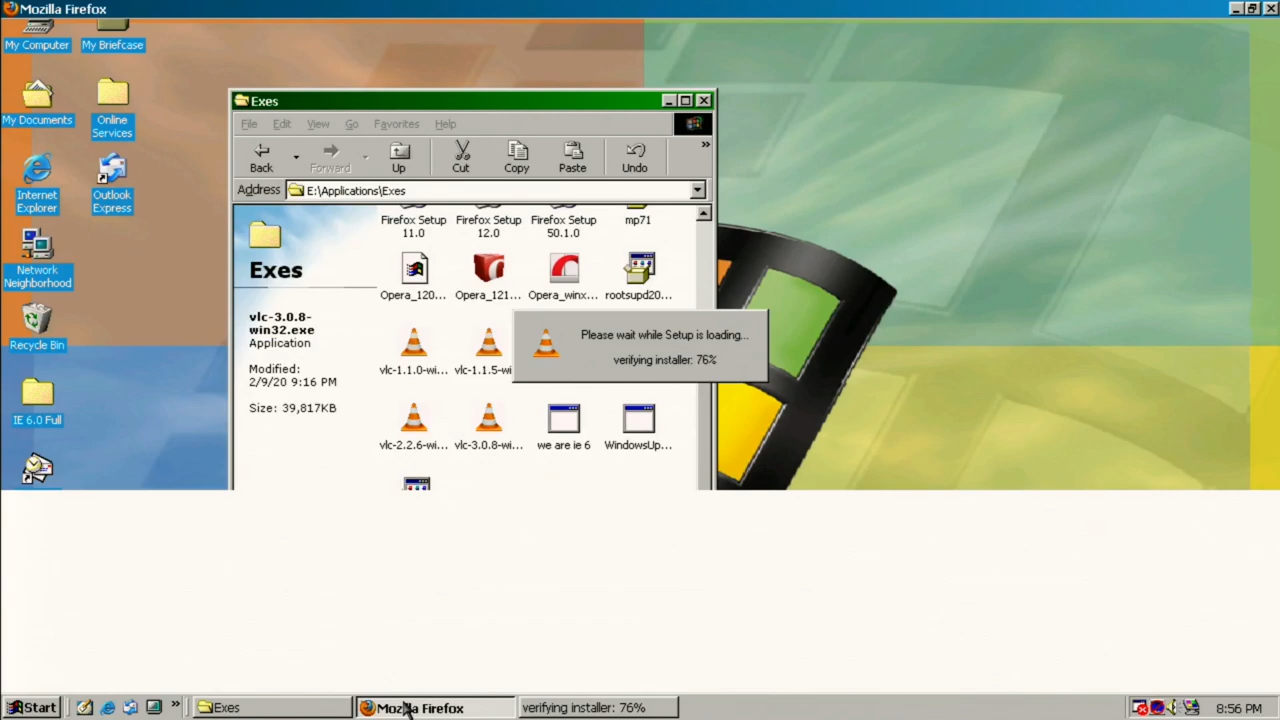 Mozilla Firefox
My Computer
My Briefcase
My Documents
Online
Services
Internet
Explorer
Outlook
Express
Network
Neighborhood
Recycle Bin
IE 6.0 Full
Exes
File Edit View Go Favorites Help
Back Forward Up Cut Copy Paste Undo »
Address E:\Applications\Exes
Exes
vlc-3.0.8-
win32.exe
Application
Modified:
2/9/20 9:16 PM
Size: 39,817KB
Firefox Setup
11.0
Firefox Setup
12.0
Firefox Setup
50.1.0
mp71
Opera_120...
Opera_121...
Opera_winx...
rootsupd20...
vlc-1.1.0-wi...
vlc-1.1.5-wi
vlc-2.2.6-wi...
vlc-3.0.8-wi...
we are ie 6
WindowsUp...
Please wait while Setup is loading...
verifying installer: 76%
Start » Exes Mozilla Firefox verifying installer: 76% 8:56 PM